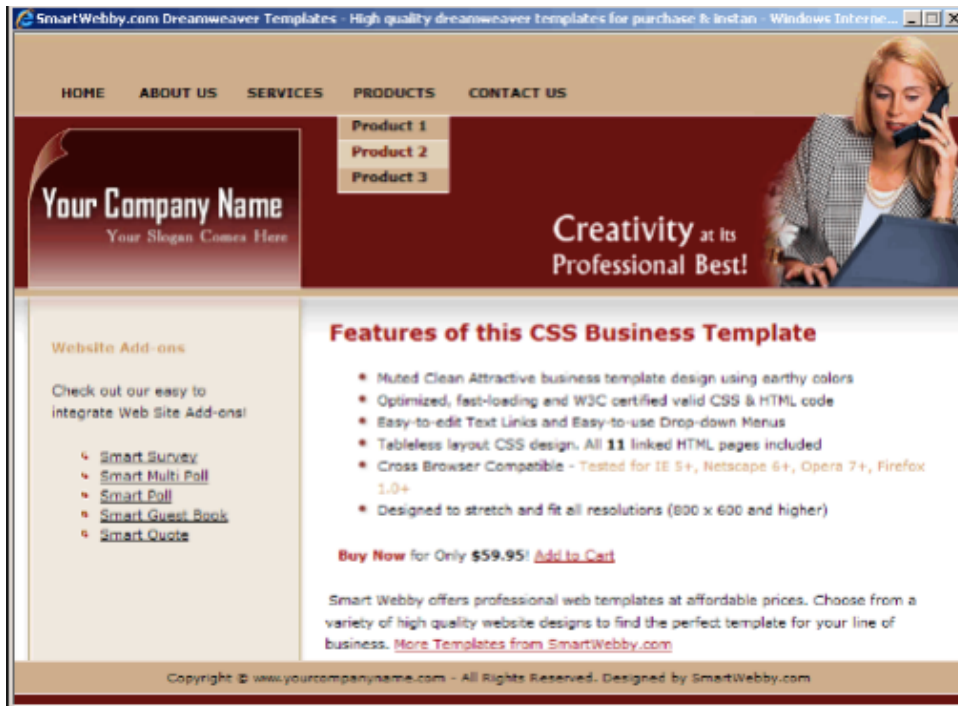 SmartWebby.com Dreamweaver Templates - High quality dreamweaver templates for purchase & instan - Windows Interne...
HOME ABOUT US SERVICES PRODUCTS CONTACT US
Product 1
Product 2
Product 3
Your Company Name
Your Slogan Comes Here
Creativity at its
Professional Best!
Website Add-ons
Check out our easy to
integrate Web Site Add-ons!
Smart Survey
Smart Multi Poll
Smart Poll
Smart Guest Book
Smart Quote
Features of this CSS Business Template
Muted Clean Attractive business template design using earthy colors
Optimized, fast-loading and W3C certified valid CSS & HTML code
Easy-to-edit Text Links and Easy-to-use Drop-down Menus
Tableless layout CSS design. All 11 linked HTML pages included
Cross Browser Compatible - Tested for IE 5+, Netscape 6+, Opera 7+, Firefox
1.0+
Designed to stretch and fit all resolutions (800 x 600 and higher)
Buy Now for Only $59.95! Add to Cart
Smart Webby offers professional web templates at affordable prices. Choose from a
variety of high quality website designs to find the perfect template for your line of
business. More Templates from SmartWebby.com
Copyright © www.yourcompanyname.com - All Rights Reserved. Designed by SmartWebby.com